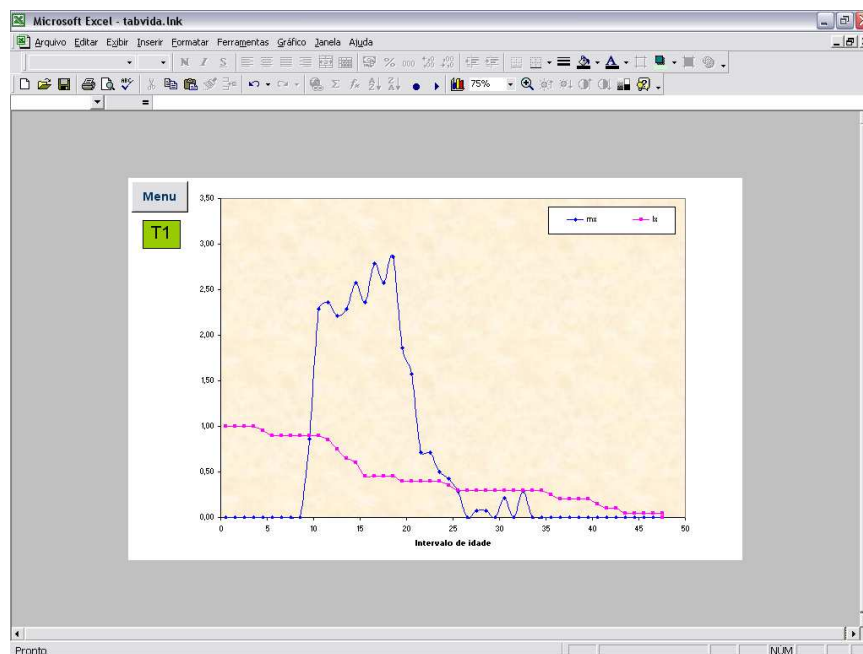 Microsoft Excel - tabvida.lnk
Arquivo Editar Exibir Inserir Formatar Ferramentas Gráfico Janela Ajuda
N I S % 000
75%
=
Menu
T1
3,50
3,00
2,50
2,00
1,50
1,00
0,50
0,00
mx lx
0 5 10 15 20 25 30 35 40 45 50
Intervalo de idade
Pronto
NÚM